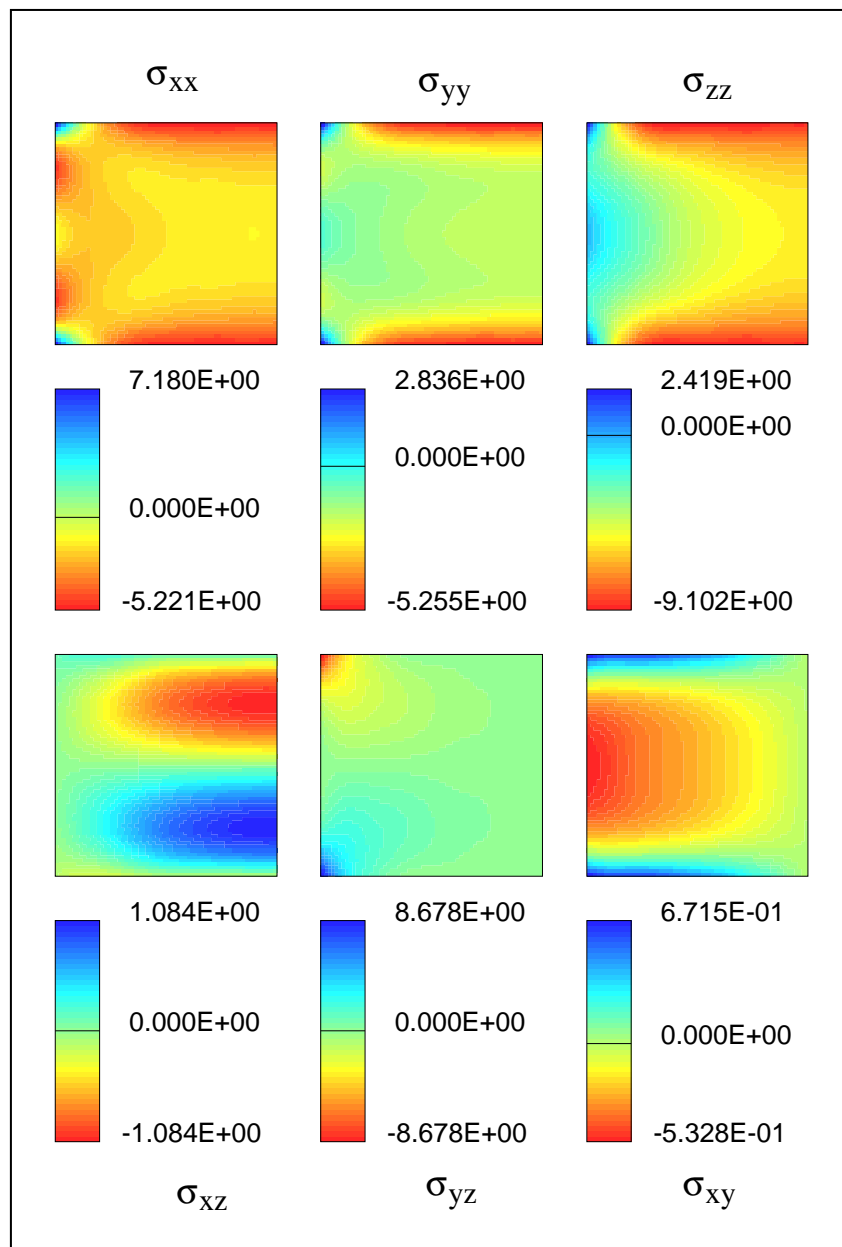 σxx σyy σzz
7.180E+00 2.836E+00 2.419E+00
0.000E+00
0.000E+00
0.000E+00
-5.221E+00 -5.255E+00 -9.102E+00
1.084E+00 8.678E+00 6.715E-01
0.000E+00 0.000E+00 0.000E+00
-1.084E+00 -8.678E+00 -5.328E-01
σxz σyz σxy